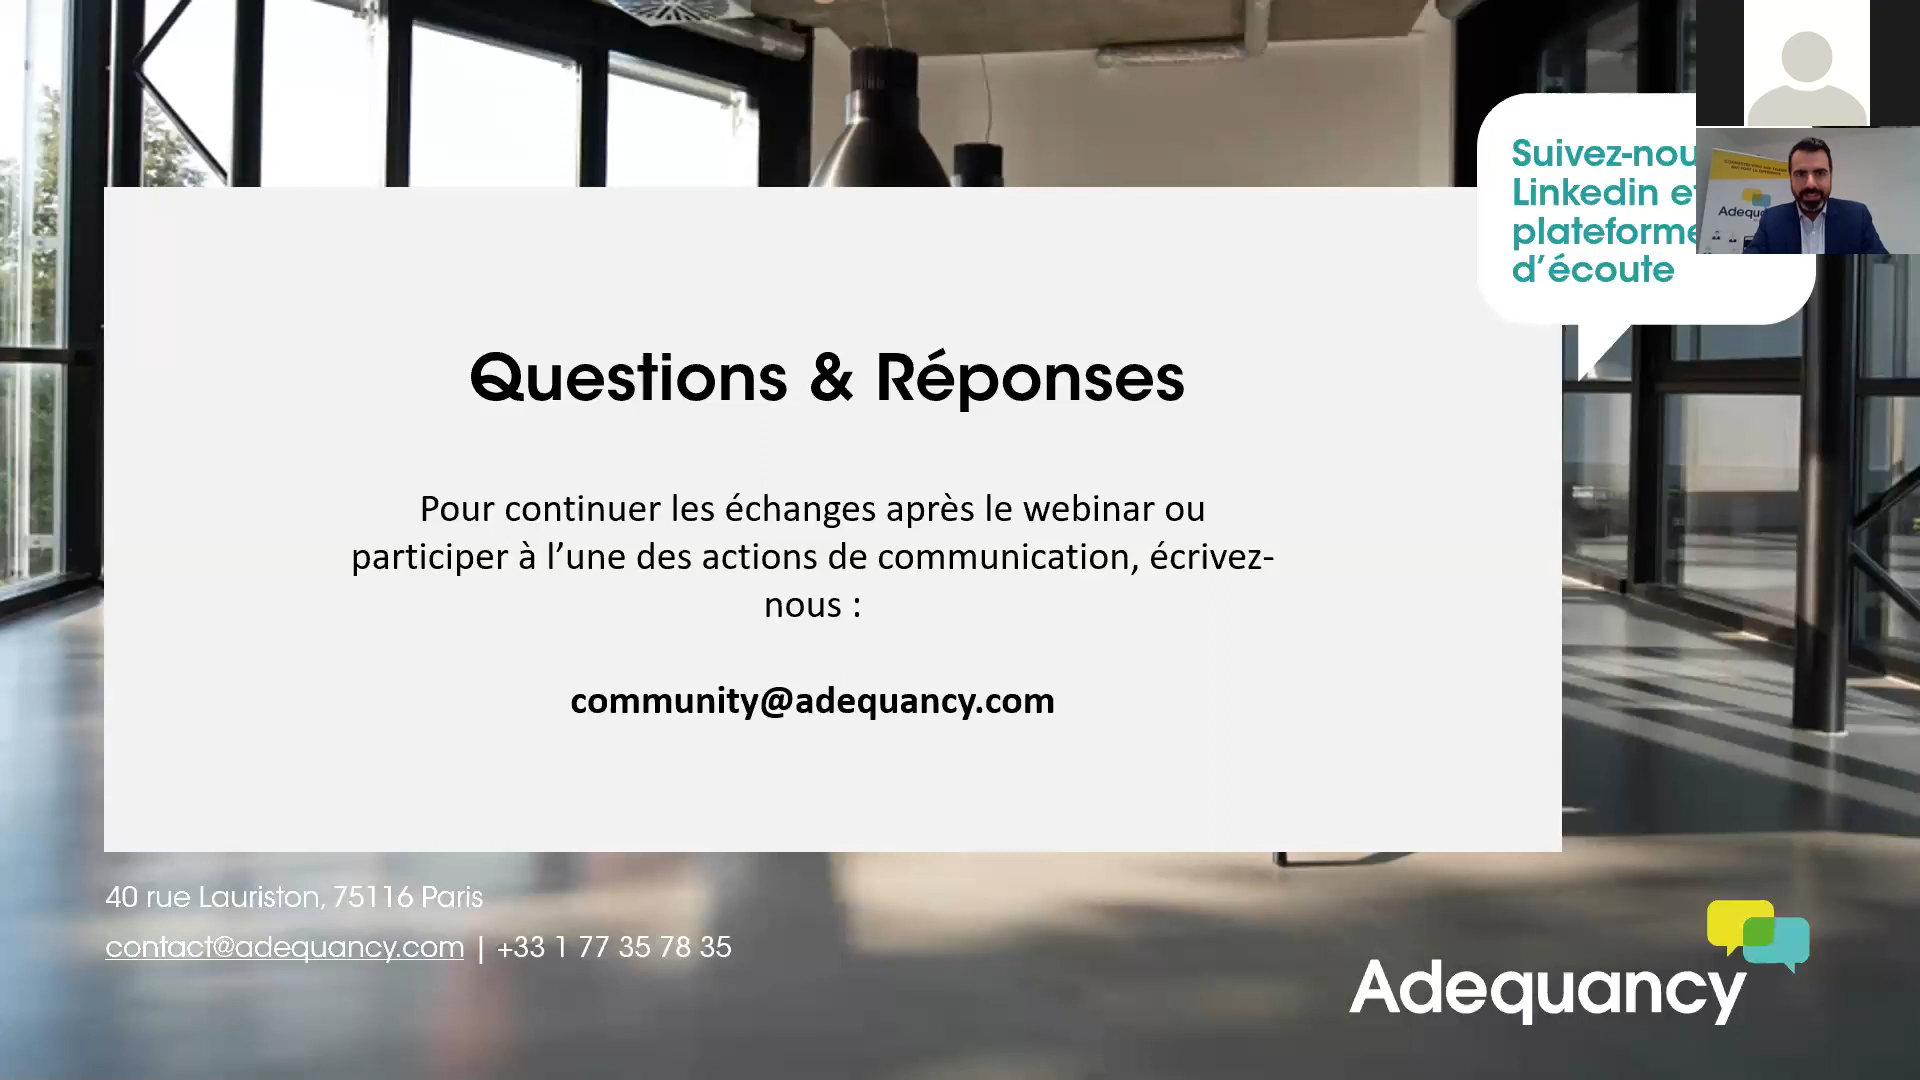 Suivez-nou
Linkedin et
plateforme
d’écoute
Adequ
Questions & Réponses
Pour continuer les échanges après le webinar ou
participer à l’une des actions de communication, écrivez-
nous :
community@adequancy.com
40 rue Lauriston, 75116 Paris
contact@adequancy.com | +33 1 77 35 78 35
Adequancy